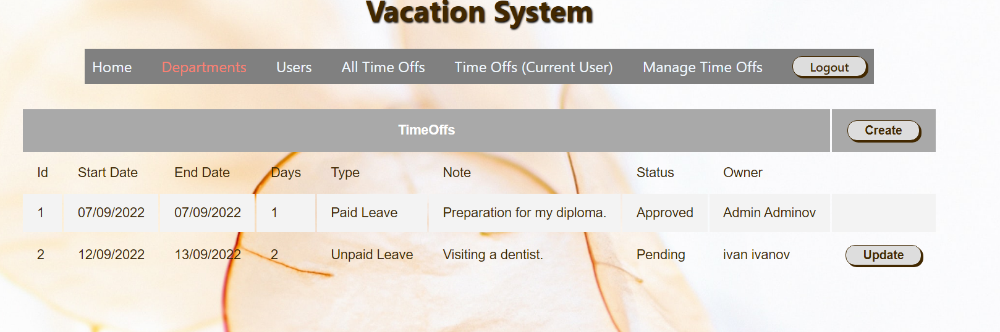 Vacation System
Home Departments Users All Time Offs Time Offs (Current User) Manage Time Offs Logout
TimeOffs Create
Id Start Date End Date Days Type Note Status Owner
1 07/09/2022 07/09/2022 1 Paid Leave Preparation for my diploma. Approved Admin Adminov
2 12/09/2022 13/09/2022 2 Unpaid Leave Visiting a dentist. Pending ivan ivanov Update